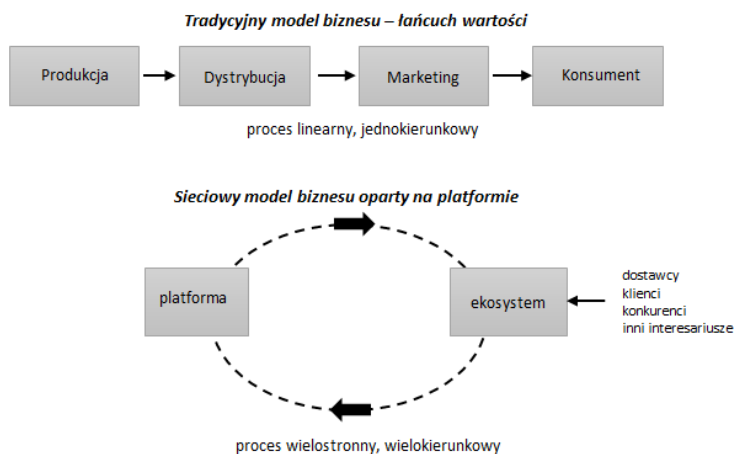 Tradycyjny model biznesu – łańcuch wartości
Produkcja
Dystrybucja
Marketing
Konsument
proces linearny, jednokierunkowy
Sieciowy model biznesu oparty na platformie
platforma
ekosystem
dostawcy
klienci
konkurenci
inni interesariusze
proces wielostronny, wielokierunkowy